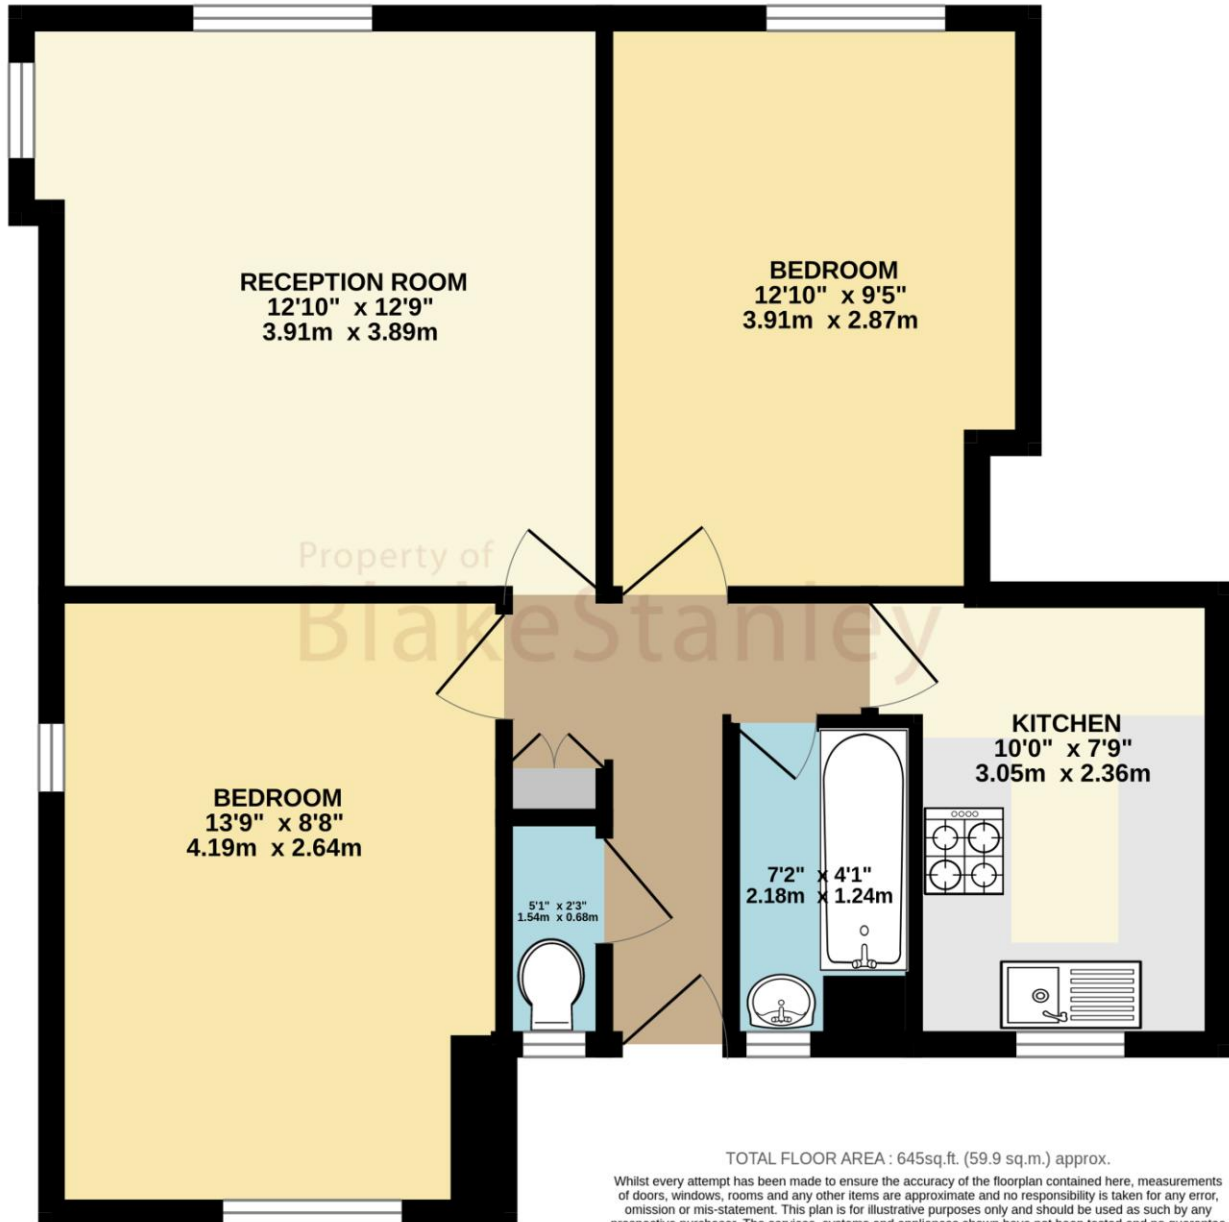 RECEPTION ROOM
12'10" x 12'9"
3.91m x 3.89m
BEDROOM
12'10" x 9'5"
3.91m x 2.87m
Property of
BlakeStanley
KITCHEN
10'0" x 7'9"
3.05m x 2.36m
BEDROOM
13'9" x 8'8"
4.19m x 2.64m
7'2" x 4'1"
2.18m x 1.24m
5'1" x 2'3"
1.54m x 0.68m
TOTAL FLOOR AREA : 645sq.ft. (59.9 sq.m.) approx.
Whilst every attempt has been made to ensure the accuracy of the floorplan contained here, measurements
of doors, windows, rooms and any other items are approximate and no responsibility is taken for any error,
omission or mis-statement. This plan is for illustrative purposes only and should be used as such by any